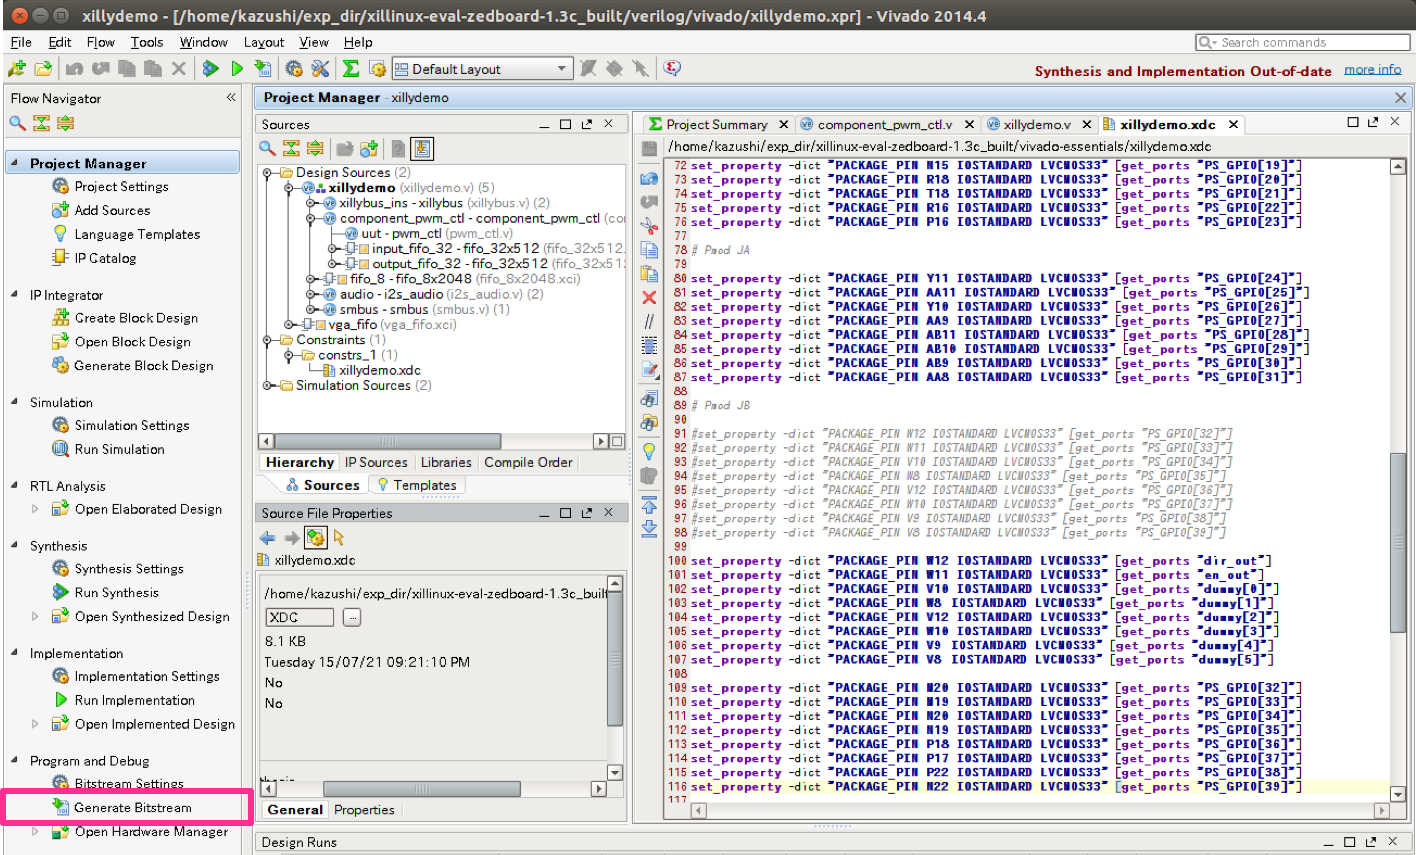 xillydemo - [/home/kazushi/exp_dir/xillinux-eval-zedboard-1.3c_built/verilog/vivado/xillydemo.xpr] - Vivado 2014.4
File Edit Flow Tools Window Layout View Help
Search commands
Default Layout
Synthesis and Implementation Out-of-date more info
Flow Navigator
Project Manager
Project Settings
Add Sources
Language Templates
IP Catalog
IP Integrator
Create Block Design
Open Block Design
Generate Block Design
Simulation
Simulation Settings
Run Simulation
RTL Analysis
Open Elaborated Design
Synthesis
Synthesis Settings
Run Synthesis
Open Synthesized Design
Implementation
Implementation Settings
Run Implementation
Open Implemented Design
Program and Debug
Bitstream Settings
Generate Bitstream
Open Hardware Manager
Project Manager - xillydemo
Sources
Design Sources (2)
xillydemo (xillydemo.v) (5)
xillybus_ins - xillybus (xillybus.v) (2)
component_pwm_ctl - component_pwm_ctl (co
uut - pwm_ctl (pwm_ctl.v)
input_fifo_32 - fifo_32x512 (fifo_32x512.
output_fifo_32 - fifo_32x512 (fifo_32x512
fifo_8 - fifo_8x2048 (fifo_8x2048.xci)
audio - i2s_audio (i2s_audio.v) (2)
smbus - smbus (smbus.v) (1)
vga_fifo (vga_fifo.xci)
Constraints (1)
constrs_1 (1)
xillydemo.xdc
Simulation Sources (2)
Hierarchy IP Sources Libraries Compile Order
Sources Templates
Source File Properties
xillydemo.xdc
/home/kazushi/exp_dir/xillinux-eval-zedboard-1.3c_built
XDC ...
8.1 KB
Tuesday 15/07/21 09:21:10 PM
No
No
General Properties
Project Summary component_pwm_ctl.v xillydemo.v xillydemo.xdc
/home/kazushi/exp_dir/xillinux-eval-zedboard-1.3c_built/vivado-essentials/xillydemo.xdc
72 set_property -dict "PACKAGE_PIN N15 IOSTANDARD LVCMOS33" [get_ports "PS_GPIO[19]"]
73 set_property -dict "PACKAGE_PIN R18 IOSTANDARD LVCMOS33" [get_ports "PS_GPIO[20]"]
74 set_property -dict "PACKAGE_PIN T18 IOSTANDARD LVCMOS33" [get_ports "PS_GPIO[21]"]
75 set_property -dict "PACKAGE_PIN R16 IOSTANDARD LVCMOS33" [get_ports "PS_GPIO[22]"]
76 set_property -dict "PACKAGE_PIN P16 IOSTANDARD LVCMOS33" [get_ports "PS_GPIO[23]"]
77
78 # Pmod JA
79
80 set_property -dict "PACKAGE_PIN Y11 IOSTANDARD LVCMOS33" [get_ports "PS_GPIO[24]"]
81 set_property -dict "PACKAGE_PIN AA11 IOSTANDARD LVCMOS33" [get_ports "PS_GPIO[25]"]
82 set_property -dict "PACKAGE_PIN Y10 IOSTANDARD LVCMOS33" [get_ports "PS_GPIO[26]"]
83 set_property -dict "PACKAGE_PIN AA9 IOSTANDARD LVCMOS33" [get_ports "PS_GPIO[27]"]
84 set_property -dict "PACKAGE_PIN AB11 IOSTANDARD LVCMOS33" [get_ports "PS_GPIO[28]"]
85 set_property -dict "PACKAGE_PIN AB10 IOSTANDARD LVCMOS33" [get_ports "PS_GPIO[29]"]
86 set_property -dict "PACKAGE_PIN AB9 IOSTANDARD LVCMOS33" [get_ports "PS_GPIO[30]"]
87 set_property -dict "PACKAGE_PIN AA8 IOSTANDARD LVCMOS33" [get_ports "PS_GPIO[31]"]
88
89 # Pmod JB
90
91 #set_property -dict "PACKAGE_PIN W12 IOSTANDARD LVCMOS33" [get_ports "PS_GPIO[32]"]
92 #set_property -dict "PACKAGE_PIN W11 IOSTANDARD LVCMOS33" [get_ports "PS_GPIO[33]"]
93 #set_property -dict "PACKAGE_PIN V10 IOSTANDARD LVCMOS33" [get_ports "PS_GPIO[34]"]
94 #set_property -dict "PACKAGE_PIN W8 IOSTANDARD LVCMOS33" [get_ports "PS_GPIO[35]"]
95 #set_property -dict "PACKAGE_PIN V12 IOSTANDARD LVCMOS33" [get_ports "PS_GPIO[36]"]
96 #set_property -dict "PACKAGE_PIN W10 IOSTANDARD LVCMOS33" [get_ports "PS_GPIO[37]"]
97 #set_property -dict "PACKAGE_PIN V9 IOSTANDARD LVCMOS33" [get_ports "PS_GPIO[38]"]
98 #set_property -dict "PACKAGE_PIN V8 IOSTANDARD LVCMOS33" [get_ports "PS_GPIO[39]"]
99
100 set_property -dict "PACKAGE_PIN W12 IOSTANDARD LVCMOS33" [get_ports "dir_out"]
101 set_property -dict "PACKAGE_PIN W11 IOSTANDARD LVCMOS33" [get_ports "en_out"]
102 set_property -dict "PACKAGE_PIN V10 IOSTANDARD LVCMOS33" [get_ports "dummy[0]"]
103 set_property -dict "PACKAGE_PIN W8 IOSTANDARD LVCMOS33" [get_ports "dummy[1]"]
104 set_property -dict "PACKAGE_PIN V12 IOSTANDARD LVCMOS33" [get_ports "dummy[2]"]
105 set_property -dict "PACKAGE_PIN W10 IOSTANDARD LVCMOS33" [get_ports "dummy[3]"]
106 set_property -dict "PACKAGE_PIN V9 IOSTANDARD LVCMOS33" [get_ports "dummy[4]"]
107 set_property -dict "PACKAGE_PIN V8 IOSTANDARD LVCMOS33" [get_ports "dummy[5]"]
108
109 set_property -dict "PACKAGE_PIN M20 IOSTANDARD LVCMOS33" [get_ports "PS_GPIO[32]"]
110 set_property -dict "PACKAGE_PIN M19 IOSTANDARD LVCMOS33" [get_ports "PS_GPIO[33]"]
111 set_property -dict "PACKAGE_PIN N20 IOSTANDARD LVCMOS33" [get_ports "PS_GPIO[34]"]
112 set_property -dict "PACKAGE_PIN N19 IOSTANDARD LVCMOS33" [get_ports "PS_GPIO[35]"]
113 set_property -dict "PACKAGE_PIN P18 IOSTANDARD LVCMOS33" [get_ports "PS_GPIO[36]"]
114 set_property -dict "PACKAGE_PIN P17 IOSTANDARD LVCMOS33" [get_ports "PS_GPIO[37]"]
115 set_property -dict "PACKAGE_PIN P22 IOSTANDARD LVCMOS33" [get_ports "PS_GPIO[38]"]
116 set_property -dict "PACKAGE_PIN N22 IOSTANDARD LVCMOS33" [get_ports "PS_GPIO[39]"]
117
Design Runs